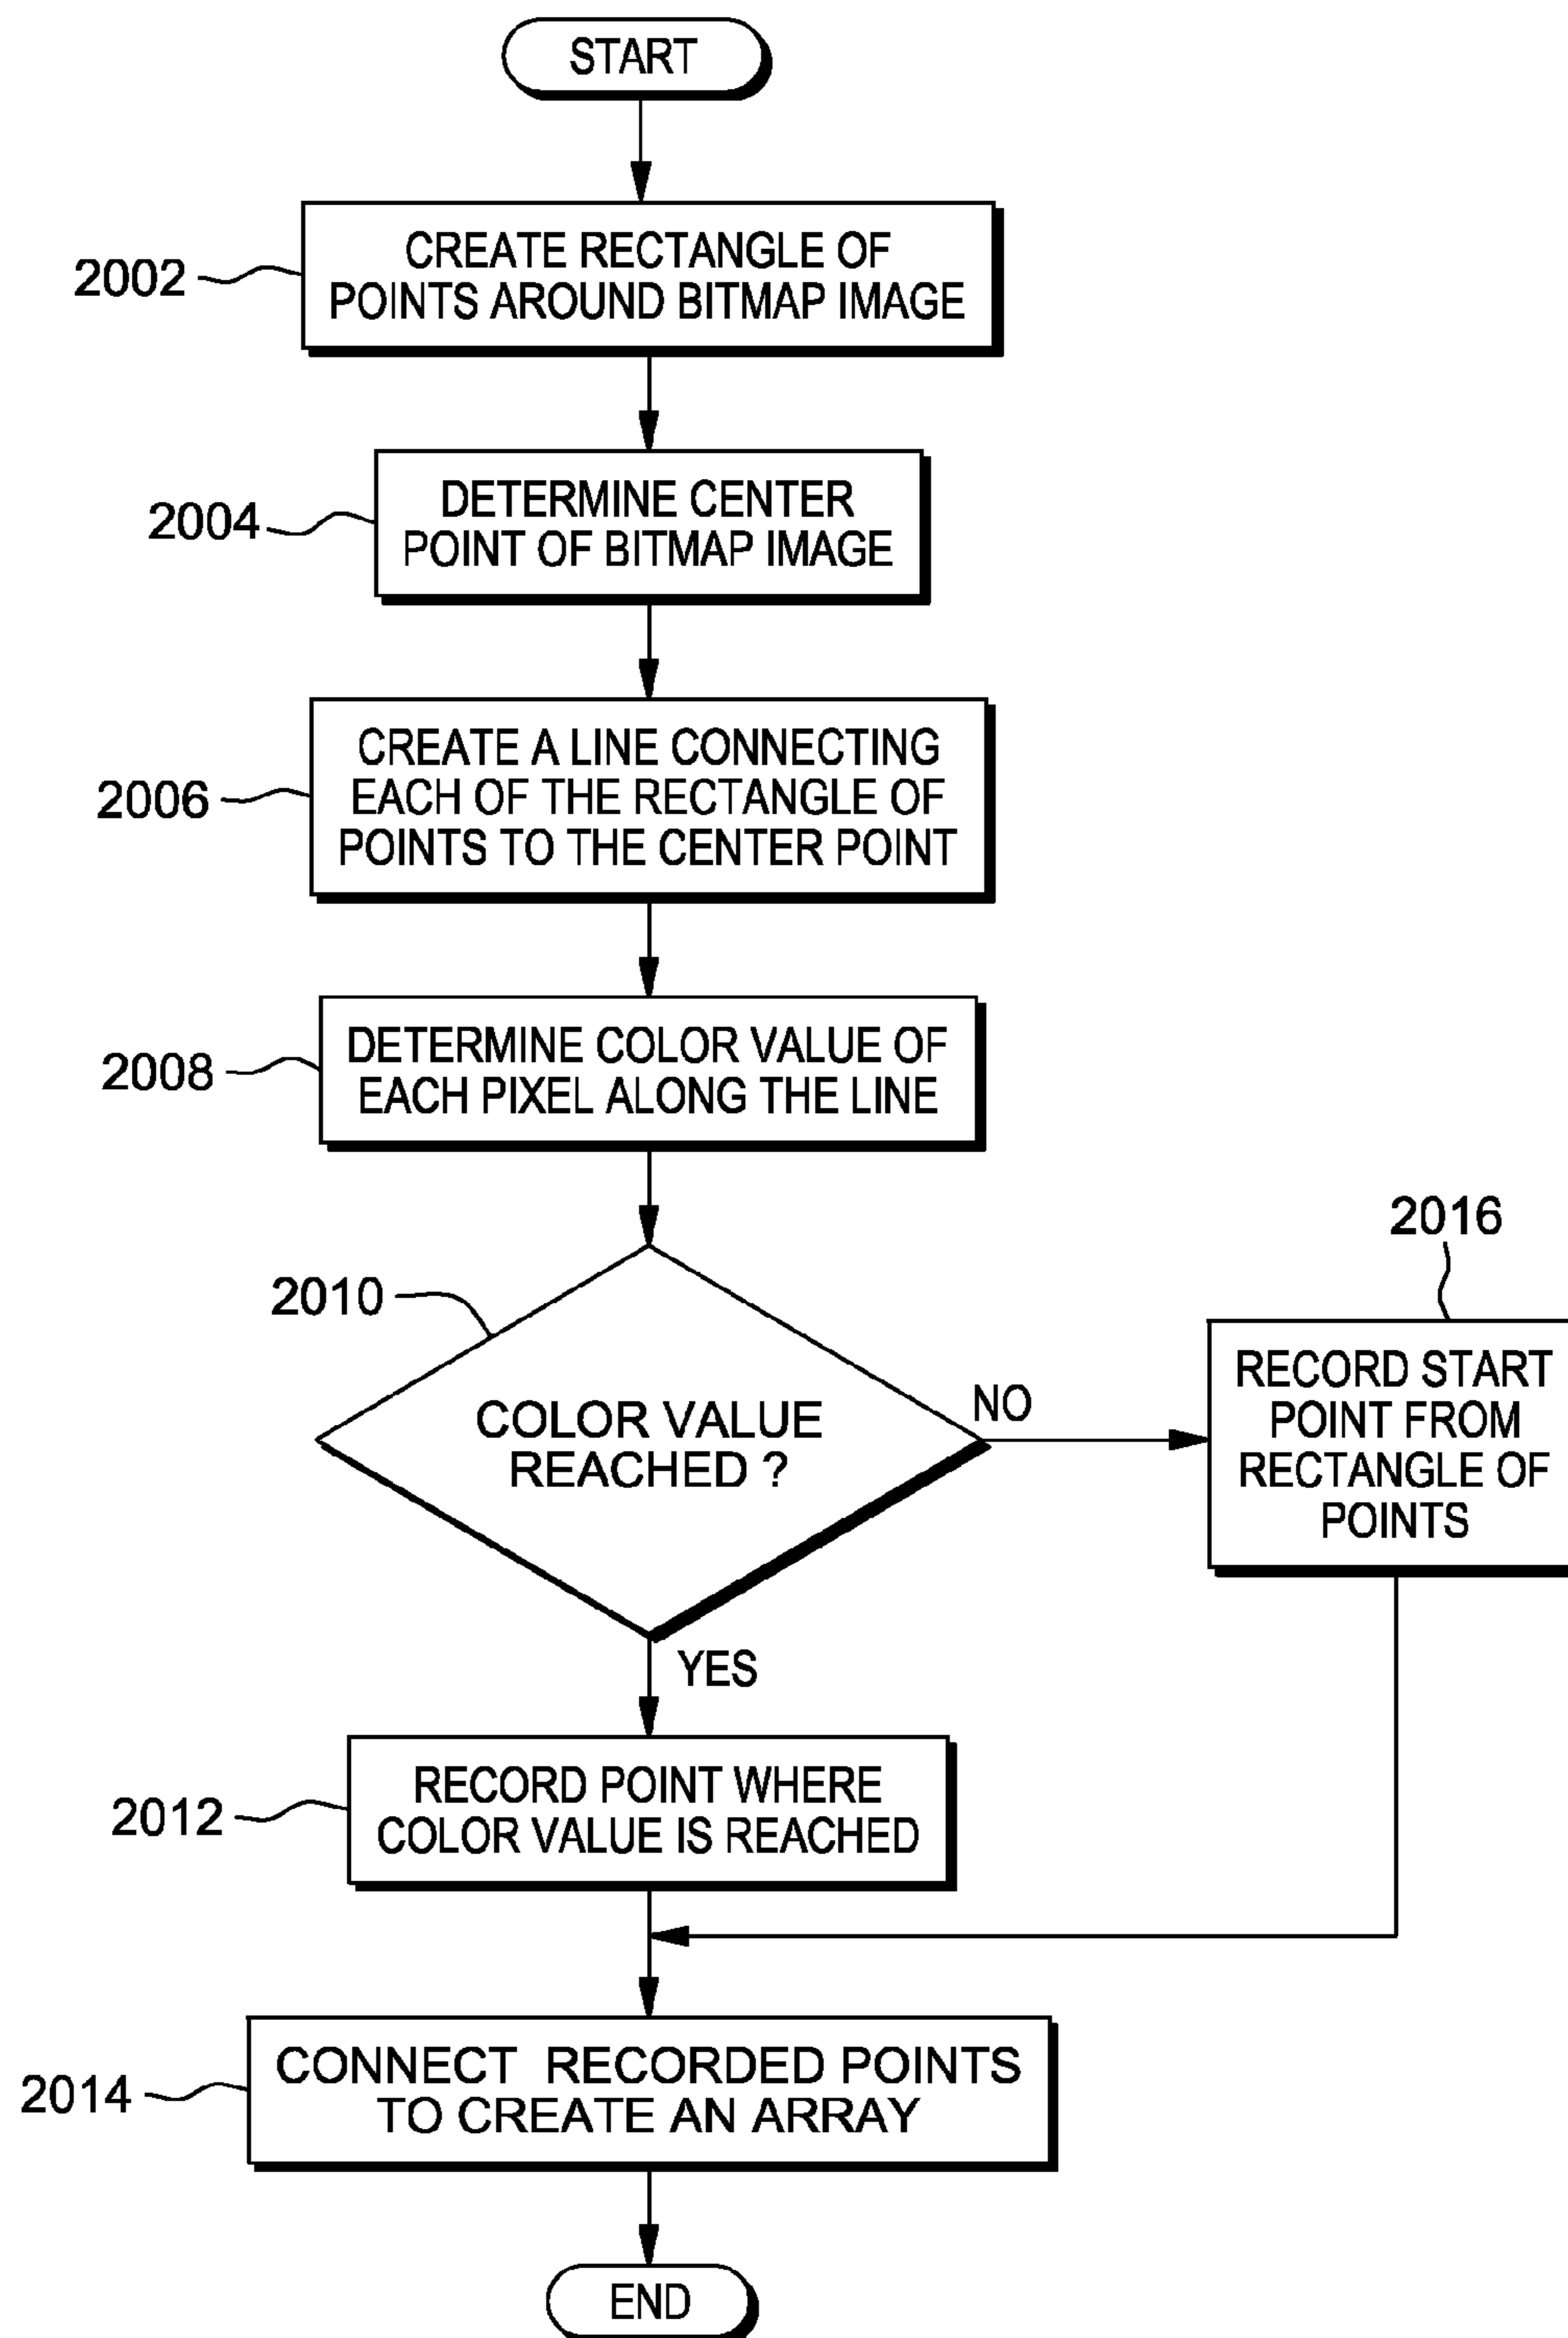 START
2002
CREATE RECTANGLE OF
POINTS AROUND BITMAP IMAGE
2004
DETERMINE CENTER
POINT OF BITMAP IMAGE
2006
CREATE A LINE CONNECTING
EACH OF THE RECTANGLE OF
POINTS TO THE CENTER POINT
2008
DETERMINE COLOR VALUE OF
EACH PIXEL ALONG THE LINE
2010
COLOR VALUE
REACHED ?
NO
2016
RECORD START
POINT FROM
RECTANGLE OF
POINTS
YES
2012
RECORD POINT WHERE
COLOR VALUE IS REACHED
2014
CONNECT RECORDED POINTS
TO CREATE AN ARRAY
END